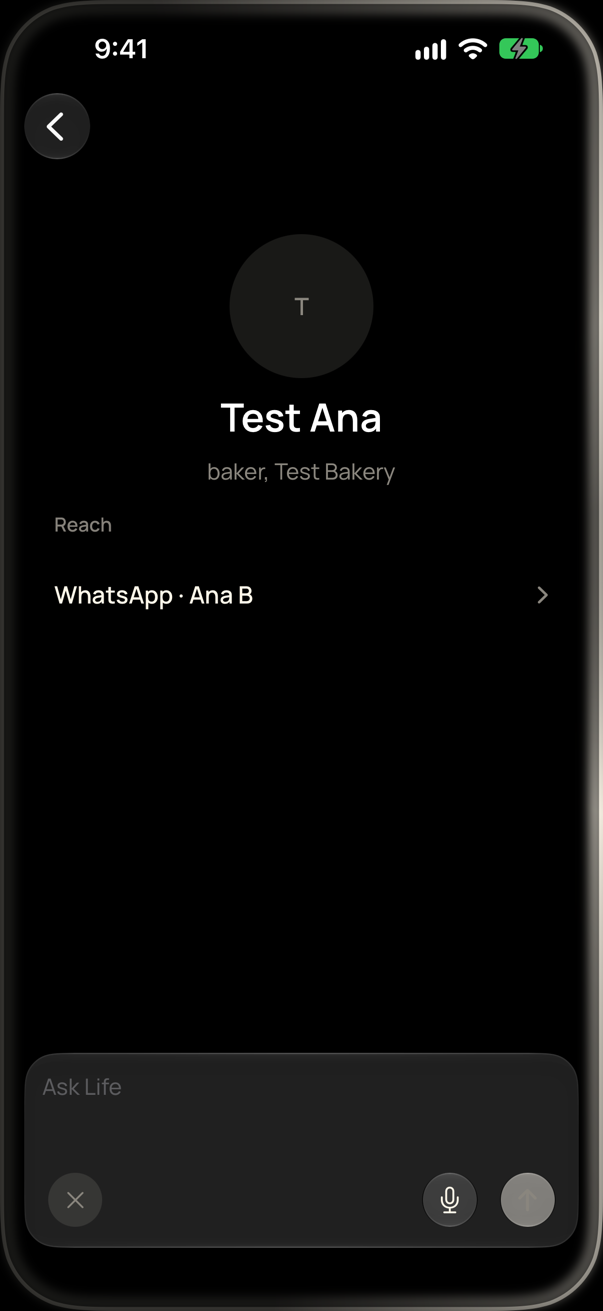 9:41
T
Test Ana
baker, Test Bakery
Reach
WhatsApp · Ana B
Ask Life